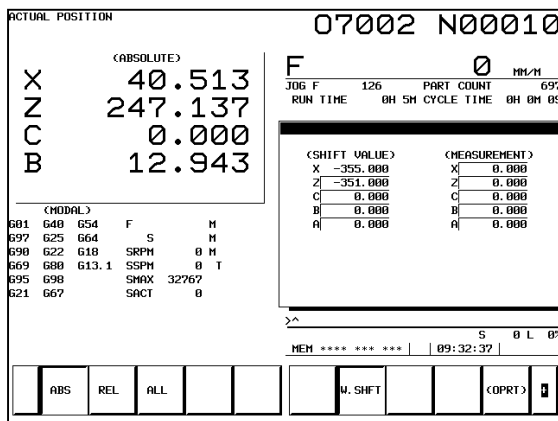 ACTUAL POSITION
O7002 N00010
(ABSOLUTE)
X 40.513
Z 247.137
C 0.000
B 12.943
F 0 MM/M
JOG F 126 PART COUNT 697
RUN TIME 0H 5M CYCLE TIME 0H 0M 0S
(SHIFT VALUE) (MEASUREMENT)
X -355.000 X 0.000
Z -351.000 Z 0.000
C 0.000 C 0.000
B 0.000 B 0.000
A 0.000 A 0.000
(MODAL)
G01 G40 G54 F M
G97 G25 G64 S M
G90 G22 G18 SRPM 0 M
G69 G80 G13.1 SSPM 0 T
G95 G98 SMAX 32767
G21 G67 SACT 0
>^
S 0 L 0%
MEM **** *** *** 09:32:37
ABS REL ALL W.SHFT (OPRT) +